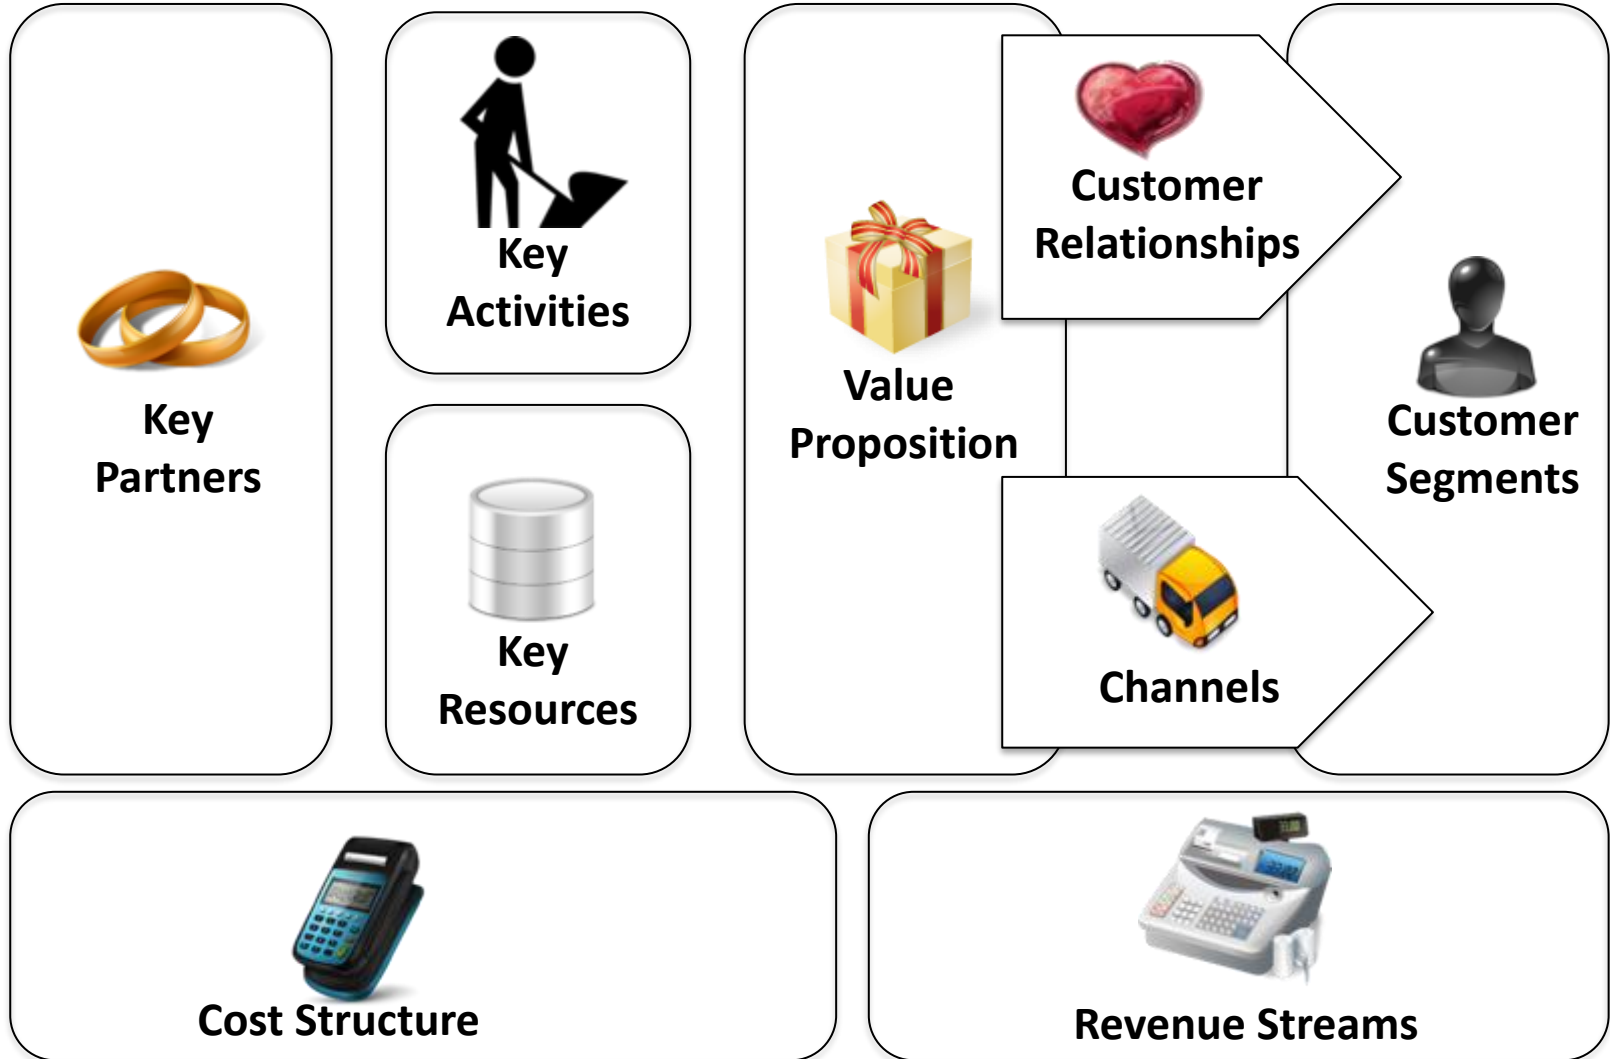 Key
Partners
Key
Activities
Key
Resources
Value
Proposition
Customer
Relationships
Channels
Customer
Segments
Cost Structure
Revenue Streams